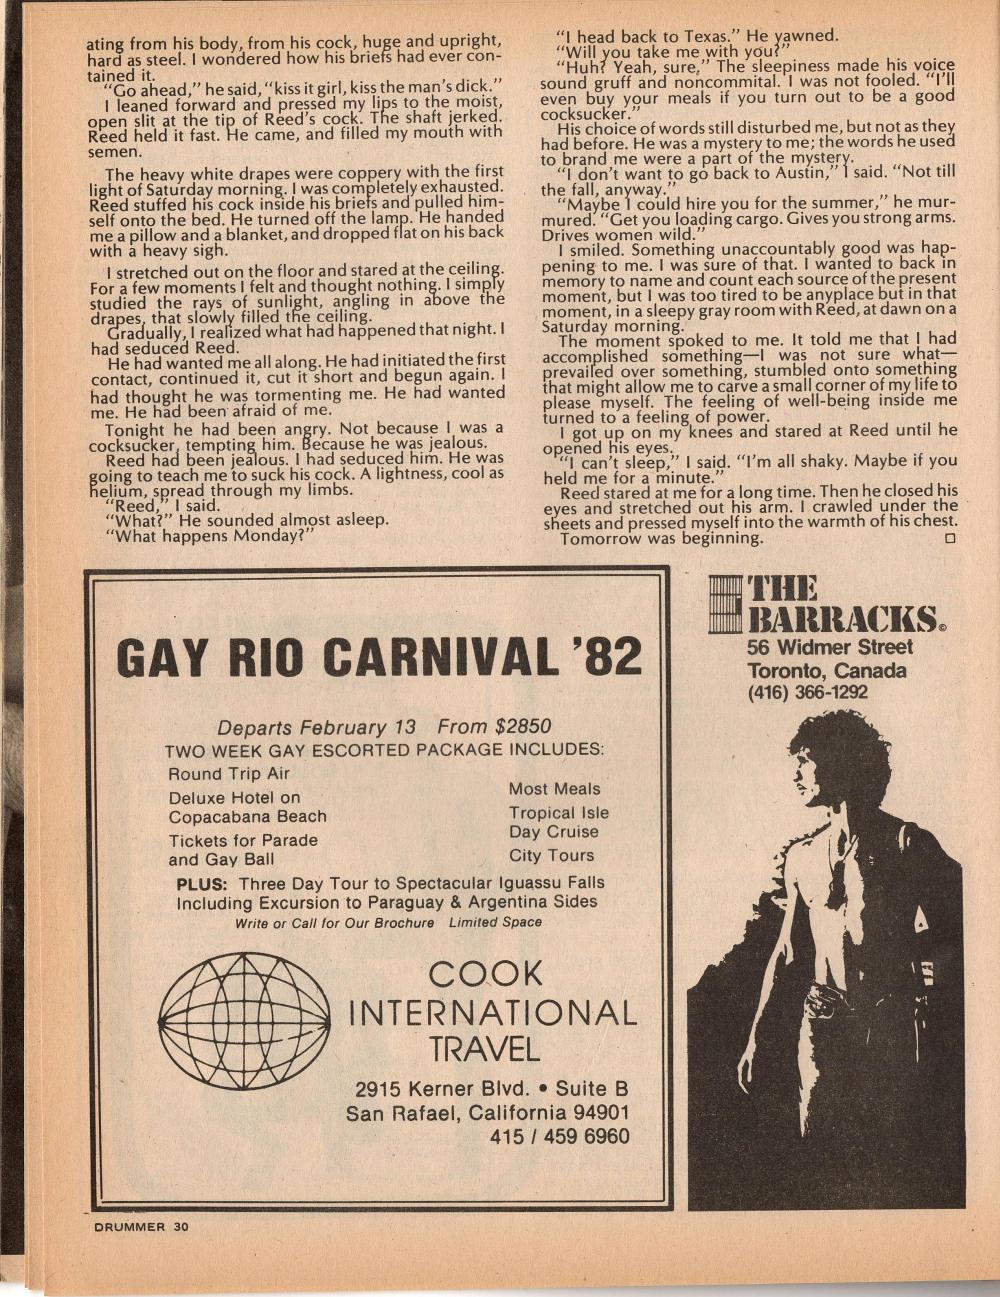 ating from his body, from his cock, huge and upright,
hard as steel. I wondered how his briefs had ever con-
tained it.
"Go ahead," he said, "kiss it girl, kiss the man's dick."
I leaned forward and pressed my lips to the moist,
open slit at the tip of Reed's cock. The shaft jerked.
Reed held it fast. He came, and filled my mouth with
semen.
The heavy white drapes were coppery with the first
light of Saturday morning. I was completely exhausted.
Reed stuffed his cock inside his briefs and pulled him-
self onto the bed. He turned off the lamp. He handed
me a pillow and a blanket, and dropped flat on his back
with a heavy sigh.
I stretched out on the floor and stared at the ceiling.
For a few moments I felt and thought nothing. I simply
studied the rays of sunlight, angling in above the
drapes, that slowly filled the ceiling.
Gradually, I realized what had happened that night. I
had seduced Reed.
He had wanted me all along. He had initiated the first
contact, continued it, cut it short and begun again. I
had thought he was tormenting me. He had wanted
me. He had been afraid of me.
Tonight he had been angry. Not because I was a
cocksucker, tempting him. Because he was jealous.
Reed had been jealous. I had seduced him. He was
going to teach me to suck his cock. A lightness, cool as
helium, spread through my limbs.
"Reed," I said.
"What?" He sounded almost asleep.
"What happens Monday?"
"I head back to Texas." He yawned.
"Will you take me with you?"
"Huh? Yeah, sure," The sleepiness made his voice
sound gruff and noncommital. I was not fooled. "I'll
even buy your meals if you turn out to be a good
cocksucker."
His choice of words still disturbed me, but not as they
had before. He was a mystery to me; the words he used
to brand me were a part of the mystery.
"I don't want to go back to Austin," I said. "Not till
the fall, anyway."
"Maybe I could hire you for the summer," he mur-
mured. "Get you loading cargo. Gives you strong arms.
Drives women wild."
I smiled. Something unaccountably good was hap-
pening to me. I was sure of that. I wanted to back in
memory to name and count each source of the present
moment, but I was too tired to be anyplace but in that
moment, in a sleepy gray room with Reed, at dawn on a
Saturday morning.
The moment spoke to me. It told me that I had
accomplished something—I was not sure what—
prevailed over something, stumbled onto something
that might allow me to carve a small corner of my life to
please myself. The feeling of well-being inside me
turned to a feeling of power.
I got up on my knees and stared at Reed until he
opened his eyes.
"I can't sleep," I said. "I'm all shaky. Maybe if you
held me for a minute."
Reed stared at me for a long time. Then he closed his
eyes and stretched out his arm. I crawled under the
sheets and pressed myself into the warmth of his chest.
Tomorrow was beginning. □
GAY RIO CARNIVAL '82
Departs February 13 From $2850
TWO WEEK GAY ESCORTED PACKAGE INCLUDES:
Round Trip Air
Deluxe Hotel on
Copacabana Beach
Tickets for Parade
and Gay Ball
Most Meals
Tropical Isle
Day Cruise
City Tours
PLUS: Three Day Tour to Spectacular Iguassu Falls
Including Excursion to Paraguay & Argentina Sides
Write or Call for Our Brochure Limited Space
COOK
INTERNATIONAL
TRAVEL
2915 Kerner Blvd. • Suite B
San Rafael, California 94901
415 / 459 6960
THE
BARRACKS©
56 Widmer Street
Toronto, Canada
(416) 366-1292
DRUMMER 30